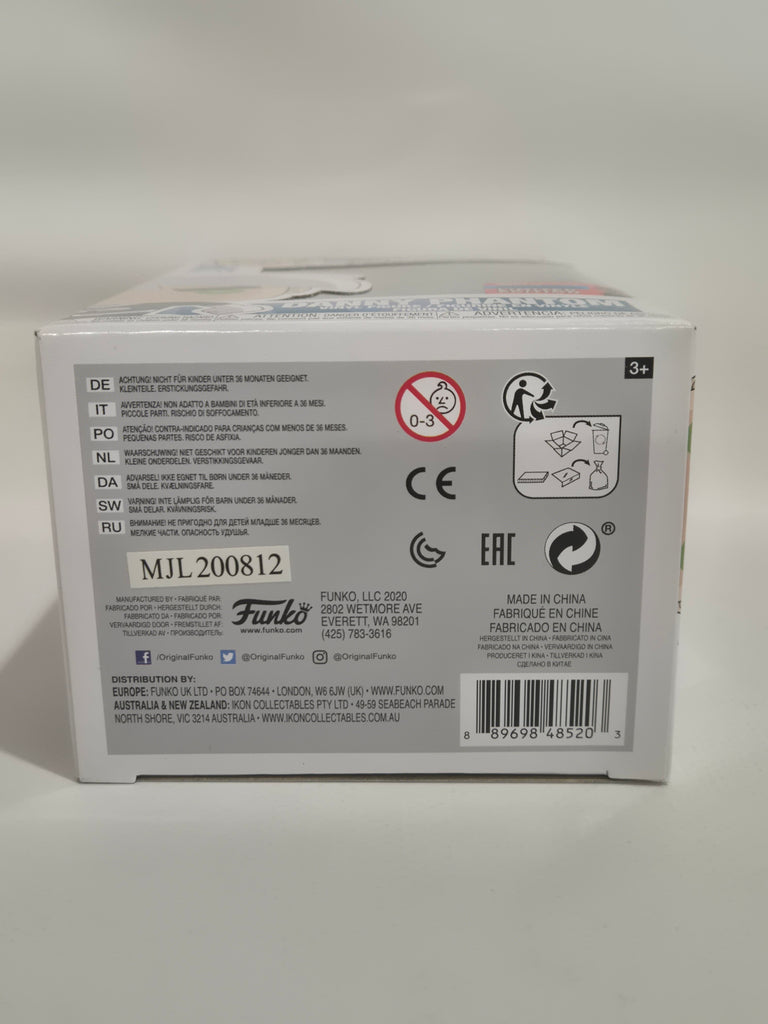 DANNY PHANTOM
3+
DE ACHTUNG! NICHT FÜR KINDER UNTER 36 MONATEN GEEIGNET.
KLEINTEILE. ERSTICKUNGSGEFAHR.
IT AVVERTENZA! NON ADATTO A BAMBINI DI ETÀ INFERIORE A 36 MESI.
PICCOLE PARTI. RISCHIO DI SOFFOCAMENTO.
PO ATENÇÃO! CONTRA-INDICADO PARA CRIANÇAS COM MENOS DE 36 MESES.
PEQUENAS PARTES. RISCO DE ASFIXIA.
NL WAARSCHUWING! NIET GESCHIKT VOOR KINDEREN JONGER DAN 36 MAANDEN.
KLEINE ONDERDELEN. VERSTIKKINGSGEVAAR.
DA ADVARSEL! IKKE EGNET TIL BØRN UNDER 36 MÅNEDER.
SMÅ DELE. KVÆLNINGSFARE.
SW VARNING! INTE LÄMPLIG FÖR BARN UNDER 36 MÅNADER.
SMÅ DELAR. KVÄVNINGSRISK.
RU ВНИМАНИЕ! НЕ ПРИГОДНО ДЛЯ ДЕТЕЙ МЛАДШЕ 36 МЕСЯЦЕВ.
МЕЛКИЕ ЧАСТИ. ОПАСНОСТЬ УДУШЬЯ.
0-3
CE
EAC
®
MJL200812
MANUFACTURED BY • FABRIQUÉ PAR:
FABRICADO POR • HERGESTELLT DURCH:
FABBRICATO DA • FABRICADO POR:
VERVAARDIGD DOOR • FREMSTILLET AF:
TILLVERKAD AV • ПРОИЗВОДИТЕЛЬ:
Funko
www.funko.com
FUNKO, LLC 2020
2802 WETMORE AVE
EVERETT, WA 98201
(425) 783-3616
MADE IN CHINA
FABRIQUÉ EN CHINE
FABRICADO EN CHINA
HERGESTELLT IN CHINA • FABBRICATO IN CINA
FABRICADO NA CHINA • VERVAARDIGD IN CHINA
PRODUCERET I KINA • TILLVERKAD I KINA
СДЕЛАНО В КИТАЕ
/OriginalFunko @OriginalFunko @OriginalFunko
DISTRIBUTION BY:
EUROPE: FUNKO UK LTD • PO BOX 74644 • LONDON, W6 6JW (UK) • WWW.FUNKO.COM
AUSTRALIA & NEW ZEALAND: IKON COLLECTABLES PTY LTD • 49-59 SEABEACH PARADE
NORTH SHORE, VIC 3214 AUSTRALIA • WWW.IKONCOLLECTABLES.COM.AU
8 89698 48520 3